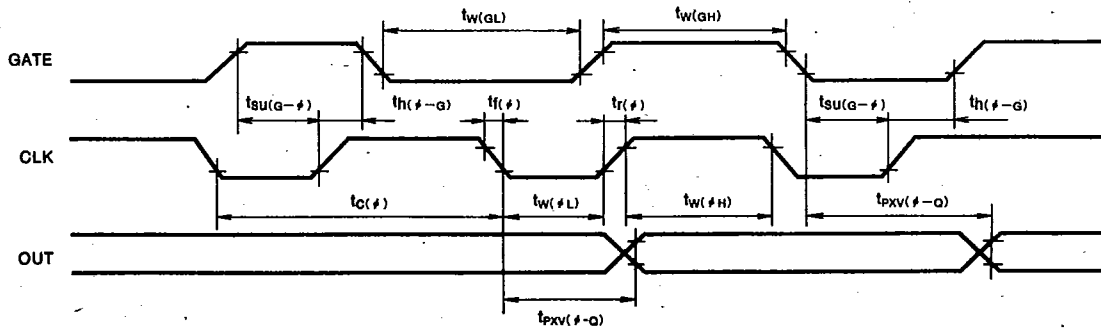 tW(GL) tW(GH)
GATE
tSU(G–φ) th(φ–G) tf(φ) tr(φ) tSU(G–φ) th(φ–G)
CLK
tC(φ) tW(φL) tW(φH) tPXV(φ–Q)
OUT
tPXV(φ-Q)